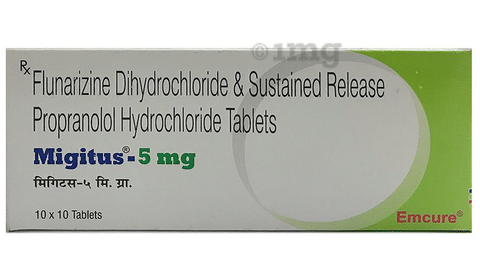 1mg
Rx Flunarizine Dihydrochloride & Sustained Release
Propranolol Hydrochloride Tablets
Migitus®-5 mg
मिगिटस-५ मि. ग्रा.
10 x 10 Tablets
Emcure®